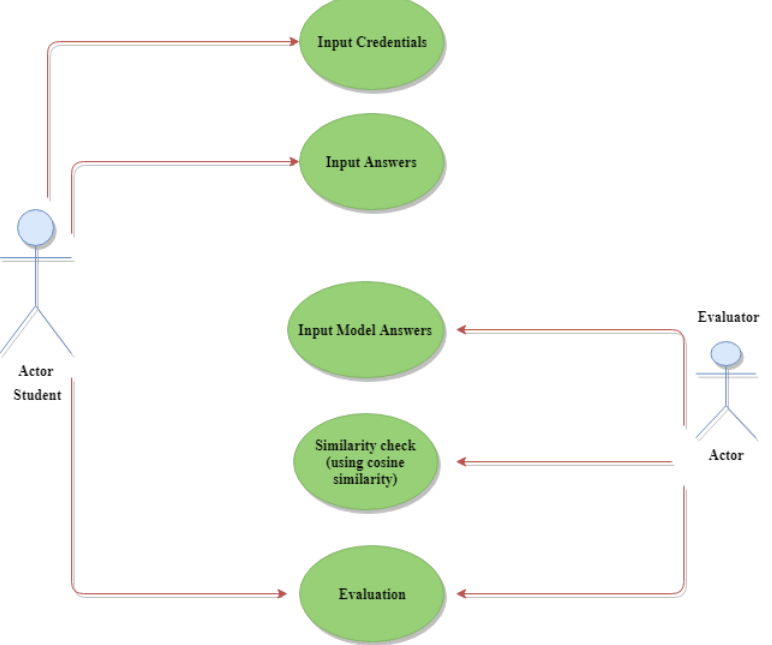 Input Credentials
Input Answers
Input Model Answers
Evaluator
Actor
Student
Similarity check
(using cosine
similarity)
Actor
Evaluation